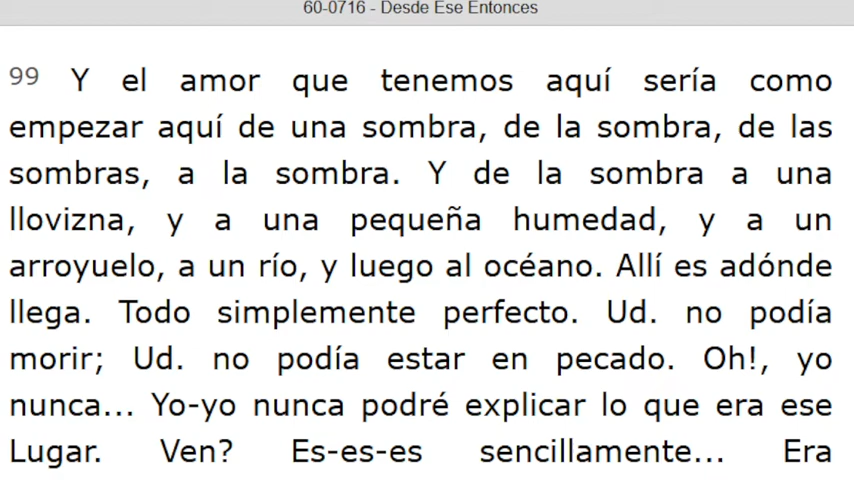 60-0716 - Desde Ese Entonces
99 Y el amor que tenemos aquí sería como
empezar aquí de una sombra, de la sombra, de las
sombras, a la sombra. Y de la sombra a una
llovizna, y a una pequeña humedad, y a un
arroyuelo, a un río, y luego al océano. Allí es adónde
llega. Todo simplemente perfecto. Ud. no podía
morir; Ud. no podía estar en pecado. Oh!, yo
nunca... Yo-yo nunca podré explicar lo que era ese
Lugar. Ven? Es-es-es sencillamente... Era